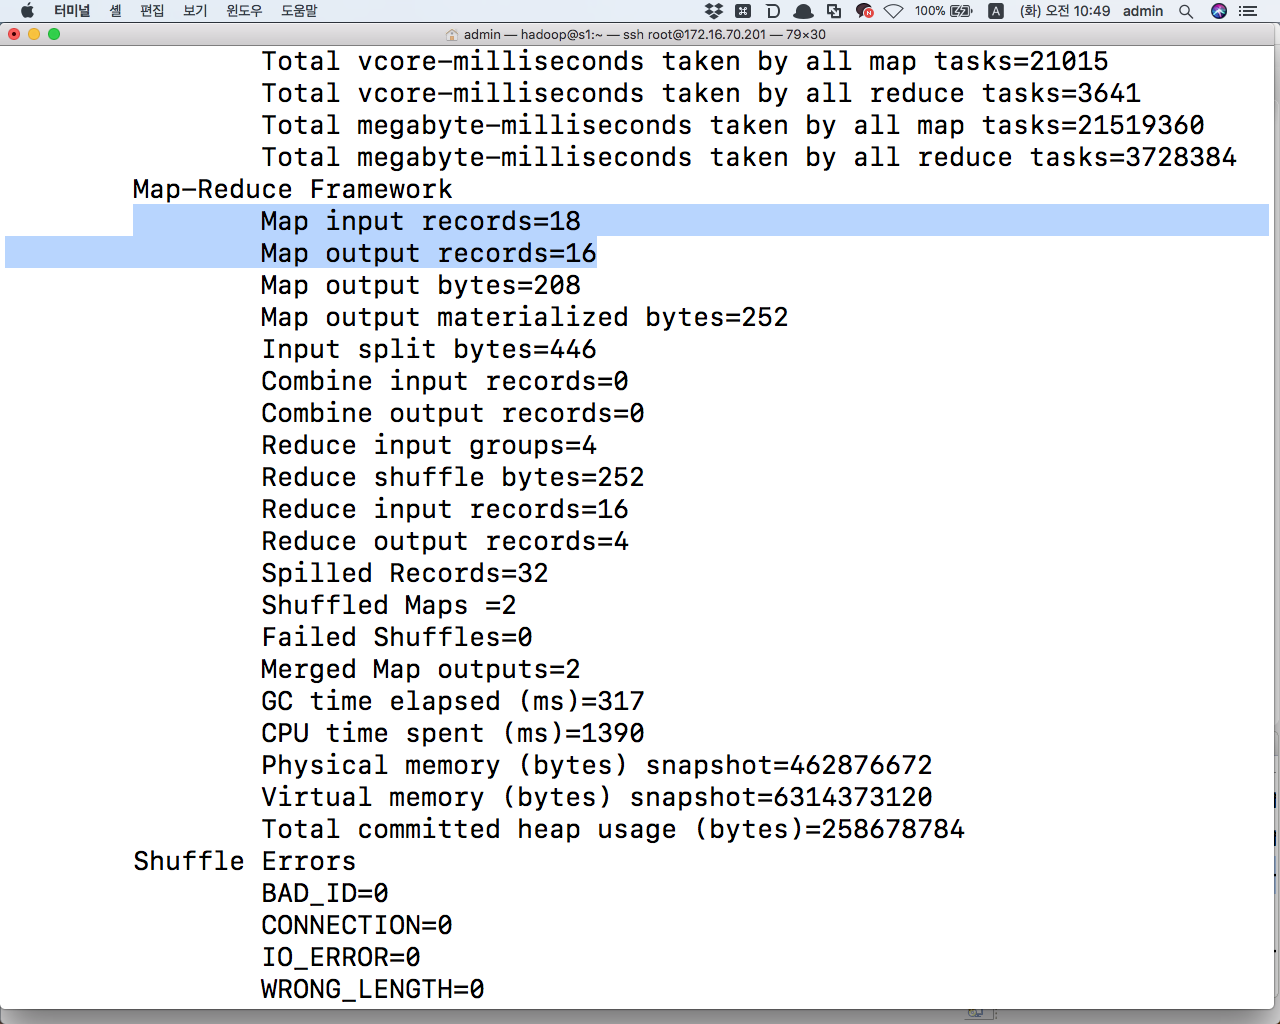 터미널 셸 편집 보기 윈도우 도움말 100% A (화) 오전 10:49 admin
admin — hadoop@s1:~ — ssh root@172.16.70.201 — 79×30
Total vcore-milliseconds taken by all map tasks=21015
Total vcore-milliseconds taken by all reduce tasks=3641
Total megabyte-milliseconds taken by all map tasks=21519360
Total megabyte-milliseconds taken by all reduce tasks=3728384
Map-Reduce Framework
Map input records=18
Map output records=16
Map output bytes=208
Map output materialized bytes=252
Input split bytes=446
Combine input records=0
Combine output records=0
Reduce input groups=4
Reduce shuffle bytes=252
Reduce input records=16
Reduce output records=4
Spilled Records=32
Shuffled Maps =2
Failed Shuffles=0
Merged Map outputs=2
GC time elapsed (ms)=317
CPU time spent (ms)=1390
Physical memory (bytes) snapshot=462876672
Virtual memory (bytes) snapshot=6314373120
Total committed heap usage (bytes)=258678784
Shuffle Errors
BAD_ID=0
CONNECTION=0
IO_ERROR=0
WRONG_LENGTH=0